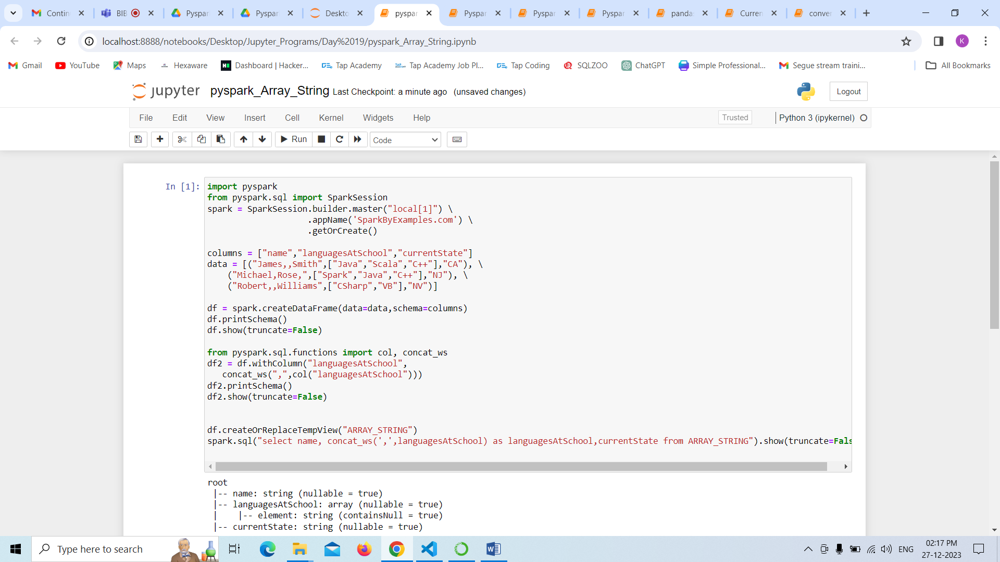 Contin
BIB
Pyspar
Pyspar
Deskto
pyspar
Pyspar
Pyspar
Pyspar
panda
Curren
conver
localhost:8888/notebooks/Desktop/Jupyter_Programs/Day%2019/pyspark_Array_String.ipynb
K
Gmail
YouTube
Maps
Hexaware
Dashboard | Hacker...
Tap Academy
Tap Academy Job Pl...
Tap Coding
SQLZOO
ChatGPT
Simple Professional...
Segue stream traini...
All Bookmarks
jupyter pyspark_Array_String Last Checkpoint: a minute ago (unsaved changes)
Logout
File Edit View Insert Cell Kernel Widgets Help
Trusted
Python 3 (ipykernel)
Run
Code
In [1]:
import pyspark
from pyspark.sql import SparkSession
spark = SparkSession.builder.master("local[1]") \
                    .appName('SparkByExamples.com') \
                    .getOrCreate()
columns = ["name","languagesAtSchool","currentState"]
data = [("James,,Smith",["Java","Scala","C++"],"CA"), \
    ("Michael,Rose,",["Spark","Java","C++"],"NJ"), \
    ("Robert,,Williams",["CSharp","VB"],"NV")]
df = spark.createDataFrame(data=data,schema=columns)
df.printSchema()
df.show(truncate=False)
from pyspark.sql.functions import col, concat_ws
df2 = df.withColumn("languagesAtSchool",
   concat_ws(",",col("languagesAtSchool")))
df2.printSchema()
df2.show(truncate=False)
df.createOrReplaceTempView("ARRAY_STRING")
spark.sql("select name, concat_ws(',',languagesAtSchool) as languagesAtSchool,currentState from ARRAY_STRING").show(truncate=Fals
root
 |-- name: string (nullable = true)
 |-- languagesAtSchool: array (nullable = true)
 |    |-- element: string (containsNull = true)
 |-- currentState: string (nullable = true)
Type here to search
ENG
02:17 PM
27-12-2023